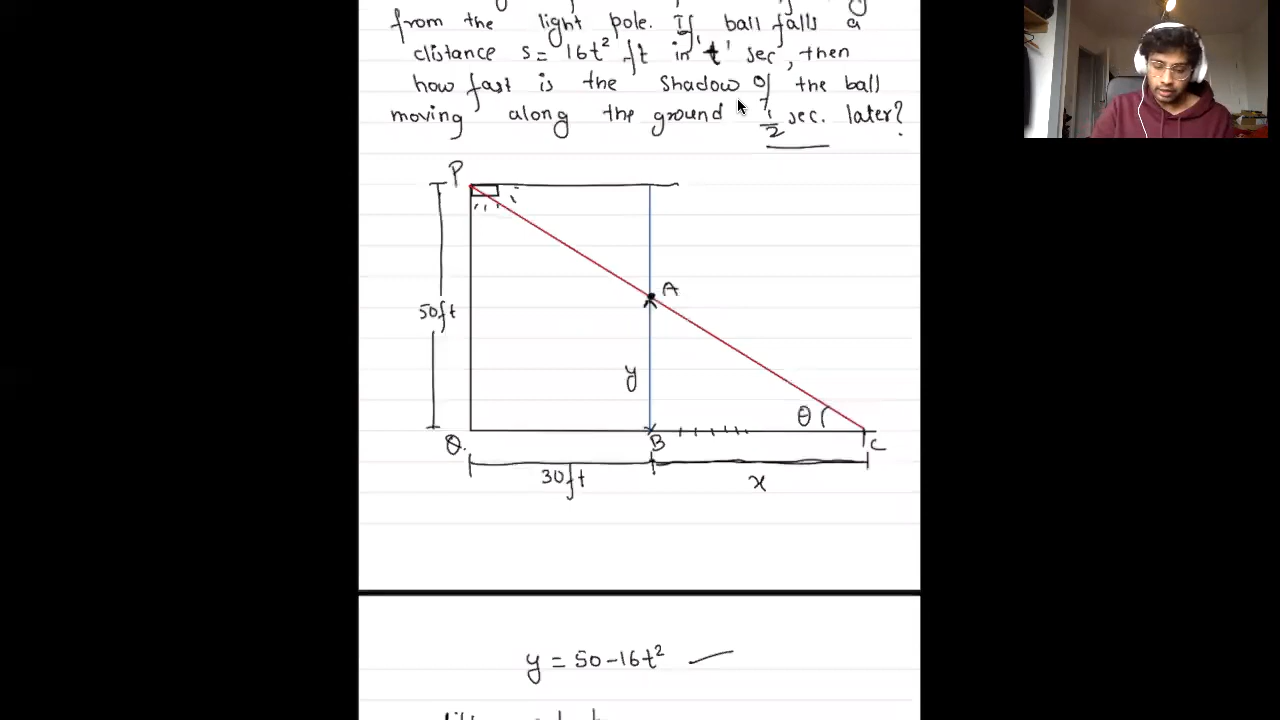 from the light pole. If ball falls a
distance s = 16t² ft in 't' sec, then
how fast is the shadow of the ball
moving along the ground 1/2 sec. later?
P
A
50ft
y
θ
Q.
B
C
30ft
x
y = 50-16t²